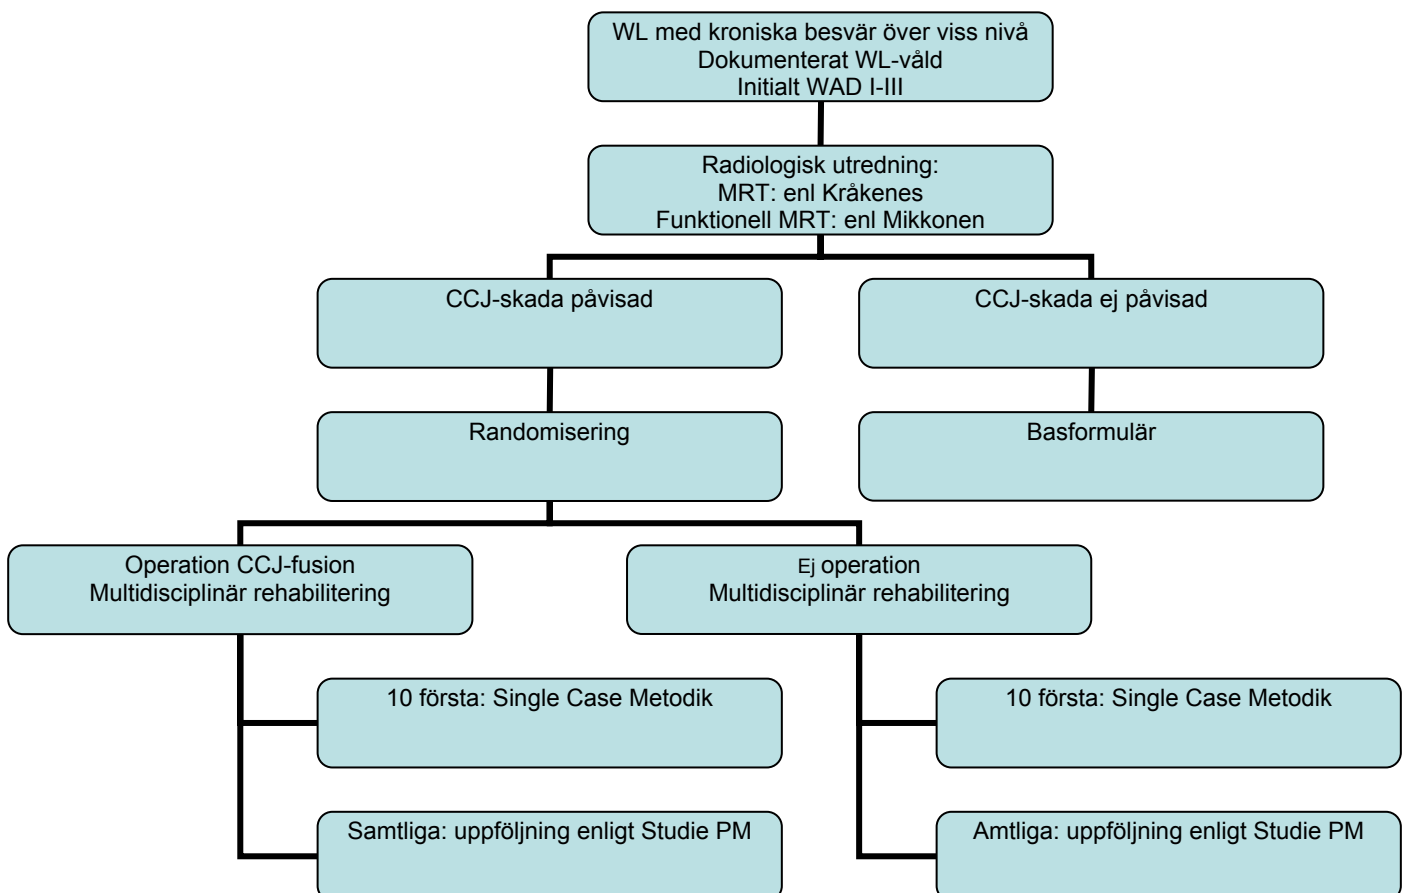 WL med kroniska besvär över viss nivå
Dokumenterat WL-våld
Initialt WAD I-III
Radiologisk utredning:
MRT: enl Kråkenes
Funktionell MRT: enl Mikkonen
CCJ-skada påvisad
CCJ-skada ej påvisad
Randomisering
Basformulär
Operation CCJ-fusion
Multidisciplinär rehabilitering
Ej operation
Multidisciplinär rehabilitering
10 första: Single Case Metodik
10 första: Single Case Metodik
Samtliga: uppföljning enligt Studie PM
Amtliga: uppföljning enligt Studie PM